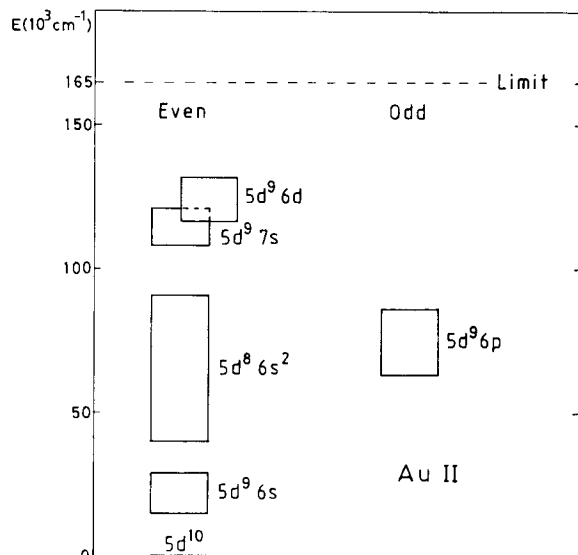 E(10³cm⁻¹)
165
Limit
150
Even
Odd
5d⁹ 6d
5d⁹ 7s
100
5d⁸ 6s²
5d⁹6p
50
Au II
5d⁹ 6s
5d¹⁰
0